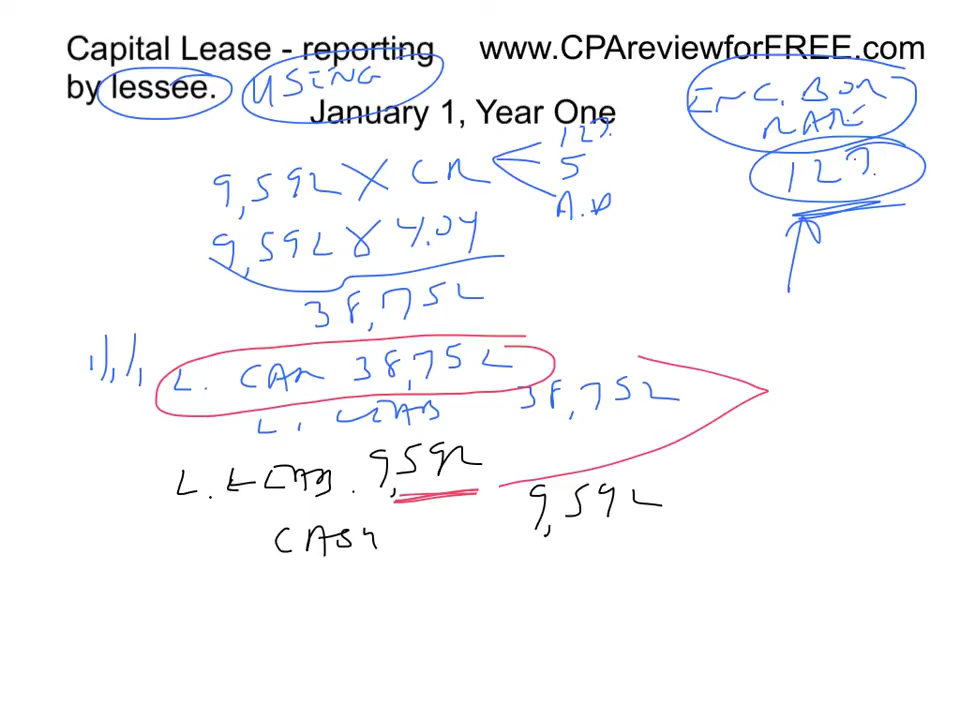 Capital Lease - reporting www.CPAreviewforFREE.com
by lessee. USING INC. BOR
January 1, Year One RATE
12%
9,592 X CR 12%
5
A.D
9,592 X 4.04
38,752
1/1/1 L. CAR 38,752
L. LIAB 38,752
L. LIAB. 9,592
CASH 9,592